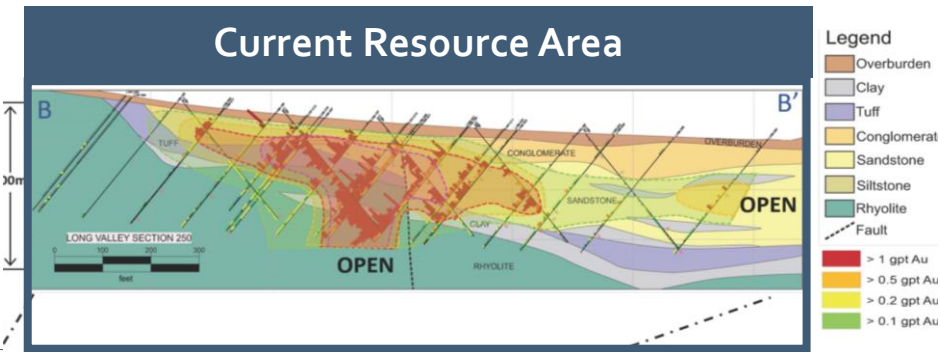 Current Resource Area
B
B'
TUFF
CONGLOMERATE
OVERBURDEN
SANDSTONE
OPEN
CLAY
LONG VALLEY SECTION 250
0 100 200 300
feet
OPEN
RHYOLITE
00m
Legend
Overburden
Clay
Tuff
Conglomerat
Sandstone
Siltstone
Rhyolite
Fault
> 1 gpt Au
> 0.5 gpt Au
> 0.2 gpt Au
> 0.1 gpt Au